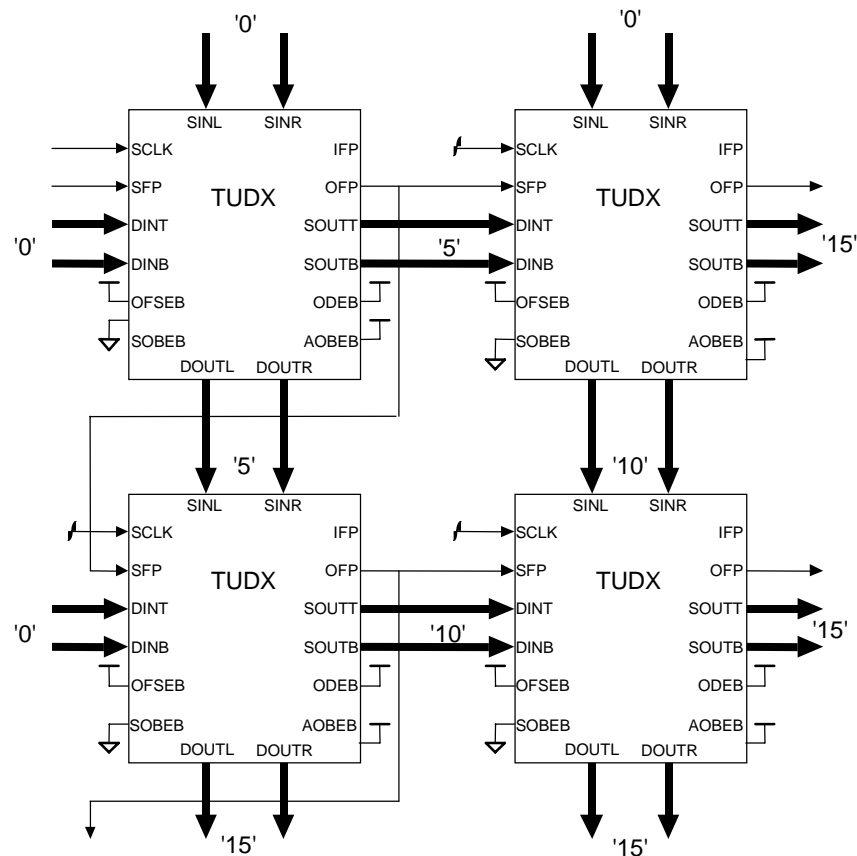 '0' '0'
SINL SINR SINL SINR
SCLK IFP SCLK IFP
SFP OFP SFP OFP
TUDX TUDX
DINT SOUTT DINT SOUTT
'0' '5' '15'
DINB SOUTB DINB SOUTB
OFSEB ODEB OFSEB ODEB
SOBEB AOBEB SOBEB AOBEB
DOUTL DOUTR DOUTL DOUTR
'5' '10'
SINL SINR SINL SINR
SCLK IFP SCLK IFP
SFP OFP SFP OFP
TUDX TUDX
DINT SOUTT DINT SOUTT
'0' '10' '15'
DINB SOUTB DINB SOUTB
OFSEB ODEB OFSEB ODEB
SOBEB AOBEB SOBEB AOBEB
DOUTL DOUTR DOUTL DOUTR
'15' '15'